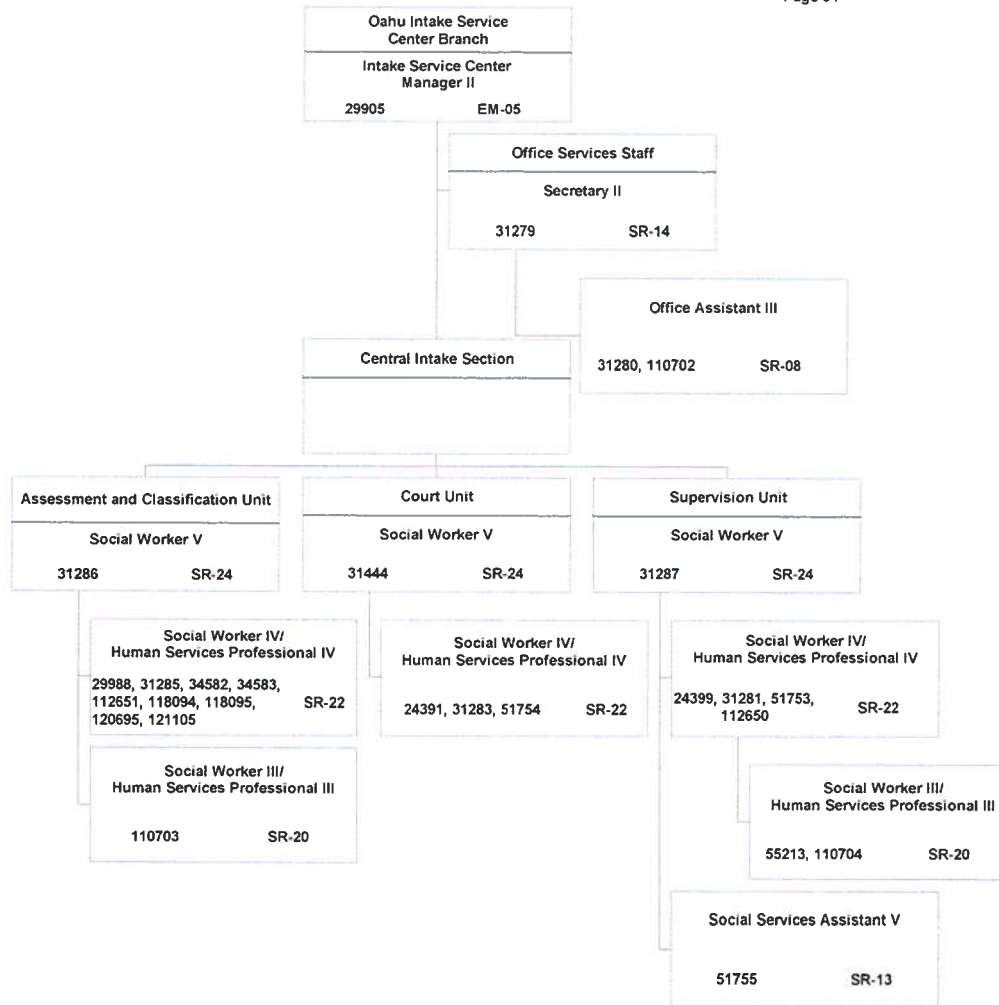 Oahu Intake Service
Center Branch
Intake Service Center
Manager II
29905 EM-05
Office Services Staff
Secretary II
31279 SR-14
Office Assistant III
31280, 110702 SR-08
Central Intake Section
Assessment and Classification Unit
Social Worker V
31286 SR-24
Court Unit
Social Worker V
31444 SR-24
Supervision Unit
Social Worker V
31287 SR-24
Social Worker IV/
Human Services Professional IV
29988, 31285, 34582, 34583,
112651, 118094, 118095, SR-22
120695, 121105
Social Worker III/
Human Services Professional III
110703 SR-20
Social Worker IV/
Human Services Professional IV
24391, 31283, 51754 SR-22
Social Worker IV/
Human Services Professional IV
24399, 31281, 51753, SR-22
112650
Social Worker III/
Human Services Professional III
55213, 110704 SR-20
Social Services Assistant V
51755 SR-13